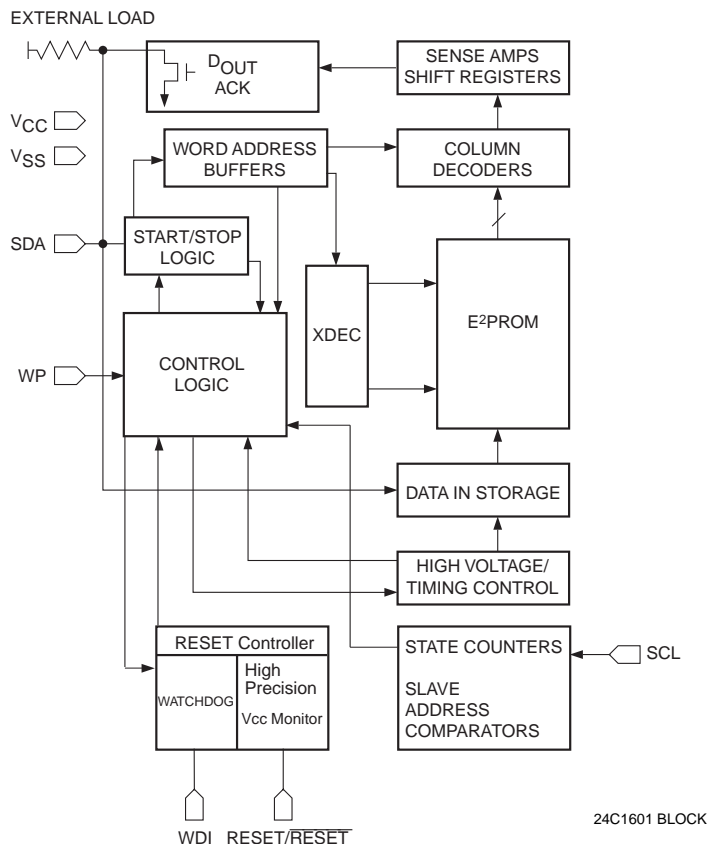 EXTERNAL LOAD
DOUT
ACK
SENSE AMPS
SHIFT REGISTERS
VCC
VSS
WORD ADDRESS
BUFFERS
COLUMN
DECODERS
SDA
START/STOP
LOGIC
XDEC
E2PROM
WP
CONTROL
LOGIC
DATA IN STORAGE
HIGH VOLTAGE/
TIMING CONTROL
RESET Controller
WATCHDOG
High
Precision
Vcc Monitor
STATE COUNTERS
SLAVE
ADDRESS
COMPARATORS
SCL
WDI
RESET/RESET
24C1601 BLOCK